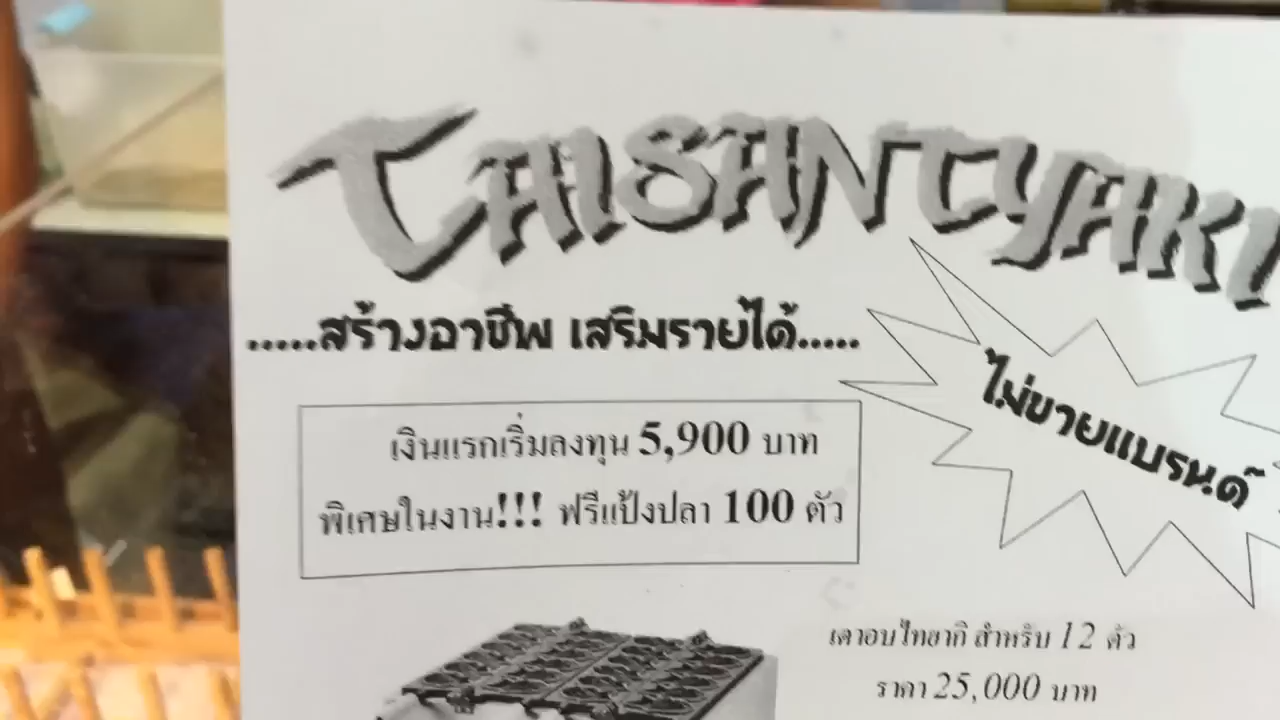 TAISANTYAKI
.....สร้างอาชีพ เสริมรายได้.....
ไม่ขายแบรนด์
เงินแรกเริ่มลงทุน 5,900 บาท
พิเศษในงาน!!! ฟรีแป้งปลา 100 ตัว
เตาอบไทยากิ สำหรับ 12 ตัว
ราคา 25,000 บาท